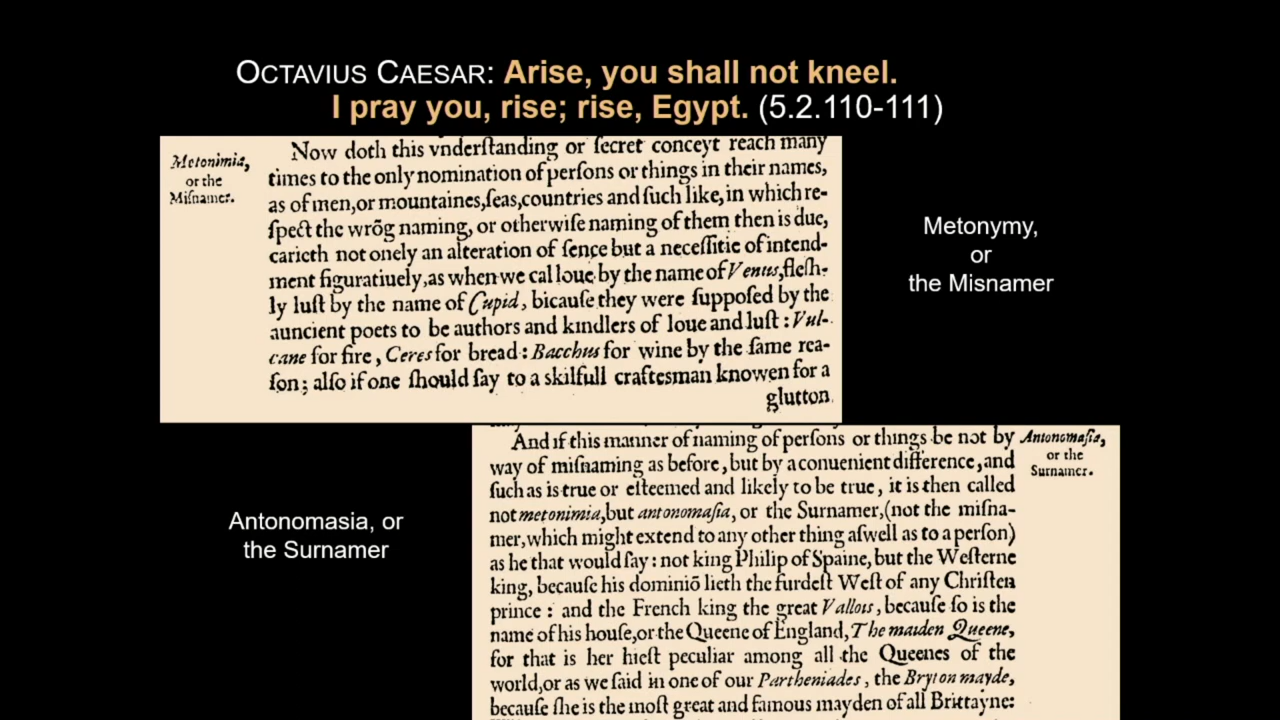 OCTAVIUS CAESAR: Arise, you shall not kneel.
I pray you, rise; rise, Egypt. (5.2.110-111)
Metonimia,
or the
Miſnamer.
Now doth this vnderſtanding or ſecret conceyt reach many
times to the only nomination of perſons or things in their names,
as of men, or mountaines, ſeas, countries and ſuch like, in which re-
ſpect the wrõg naming, or otherwiſe naming of them then is due,
carieth not onely an alteration of ſence but a neceſſitie of intend-
ment figuratiuely, as when we cal loue by the name of Venus, fleſh-
ly luſt by the name of Cupid, bicauſe they were ſuppoſed by the
auncient poets to be authors and kindlers of loue and luſt: Vul-
cane for fire, Ceres for bread: Bacchus for wine by the ſame rea-
ſon; alſo if one ſhould ſay to a skilfull craftesman knowen for a
glutton
Metonymy,
or
the Misnamer
And if this manner of naming of perſons or things be not by
way of miſnaming as before, but by a conuenient difference, and
ſuch as is true or eſteemed and likely to be true, it is then called
not metonimia, but antonomaſia, or the Surnamer, (not the miſna-
mer, which might extend to any other thing aſwell as to a perſon)
as he that would ſay: not king Philip of Spaine, but the Weſterne
king, becauſe his dominiõ lieth the furdeſt Weſt of any Chriſten
prince: and the French king the great Vallois, becauſe ſo is the
name of his houſe, or the Queene of England, The maiden Queene,
for that is her hieſt peculiar among all the Queenes of the
world, or as we ſaid in one of our Partheniades, the Bryton mayde,
becauſe ſhe is the moſt great and famous mayden of all Brittayne:
Antonomaſia,
or the
Surnamer.
Antonomasia, or
the Surnamer